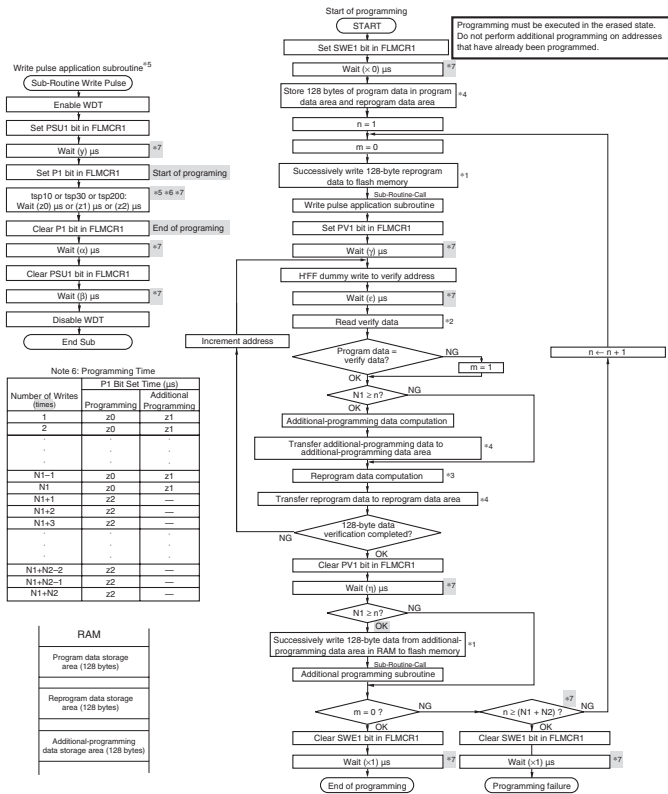 Start of programming
START
Set SWE1 bit in FLMCR1
Wait (× 0) µs
*7
Store 128 bytes of program data in program
data area and reprogram data area
*4
n = 1
m = 0
Successively write 128-byte reprogram
data to flash memory
*1
Sub-Routine-Call
Write pulse application subroutine
Set PV1 bit in FLMCR1
Wait (γ) µs
*7
H'FF dummy write to verify address
Wait (ε) µs
*7
Read verify data
*2
Increment address
n ← n + 1
Program data =
verify data?
NG
m = 1
OK
N1 ≥ n?
NG
OK
Additional-programming data computation
Transfer additional-programming data to
additional-programming data area
*4
Reprogram data computation
*3
Transfer reprogram data to reprogram data area
*4
128-byte data
verification completed?
NG
OK
Clear PV1 bit in FLMCR1
Wait (η) µs
*7
N1 ≥ n?
NG
OK
Successively write 128-byte data from additional-
programming data area in RAM to flash memory
*1
Sub-Routine-Call
Additional programming subroutine
m = 0 ?
NG
*7
n ≥ (N1 + N2) ?
NG
OK
OK
Clear SWE1 bit in FLMCR1
Clear SWE1 bit in FLMCR1
Wait (×1) µs
*7
Wait (×1) µs
*7
End of programming
Programming failure
Programming must be executed in the erased state.
Do not perform additional programming on addresses
that have already been programmed.
Write pulse application subroutine*5
Sub-Routine Write Pulse
Enable WDT
Set PSU1 bit in FLMCR1
Wait (y) µs
*7
Set P1 bit in FLMCR1
Start of programing
tsp10 or tsp30 or tsp200:
Wait (z0) µs or (z1) µs or (z2) µs
*5 *6 *7
Clear P1 bit in FLMCR1
End of programing
Wait (α) µs
*7
Clear PSU1 bit in FLMCR1
Wait (β) µs
*7
Disable WDT
End Sub
Note 6: Programming Time
Number of Writes
(times)
P1 Bit Set Time (µs)
Programming
Additional
Programming
1 z0 z1
2 z0 z1
. . .
. . .
. . .
N1–1 z0 z1
N1 z0 z1
N1+1 z2 —
N1+2 z2 —
N1+3 z2 —
. . .
. . .
. . .
N1+N2–2 z2 —
N1+N2–1 z2 —
N1+N2 z2 —
RAM
Program data storage
area (128 bytes)
Reprogram data storage
area (128 bytes)
Additional-programming
data storage area (128 bytes)